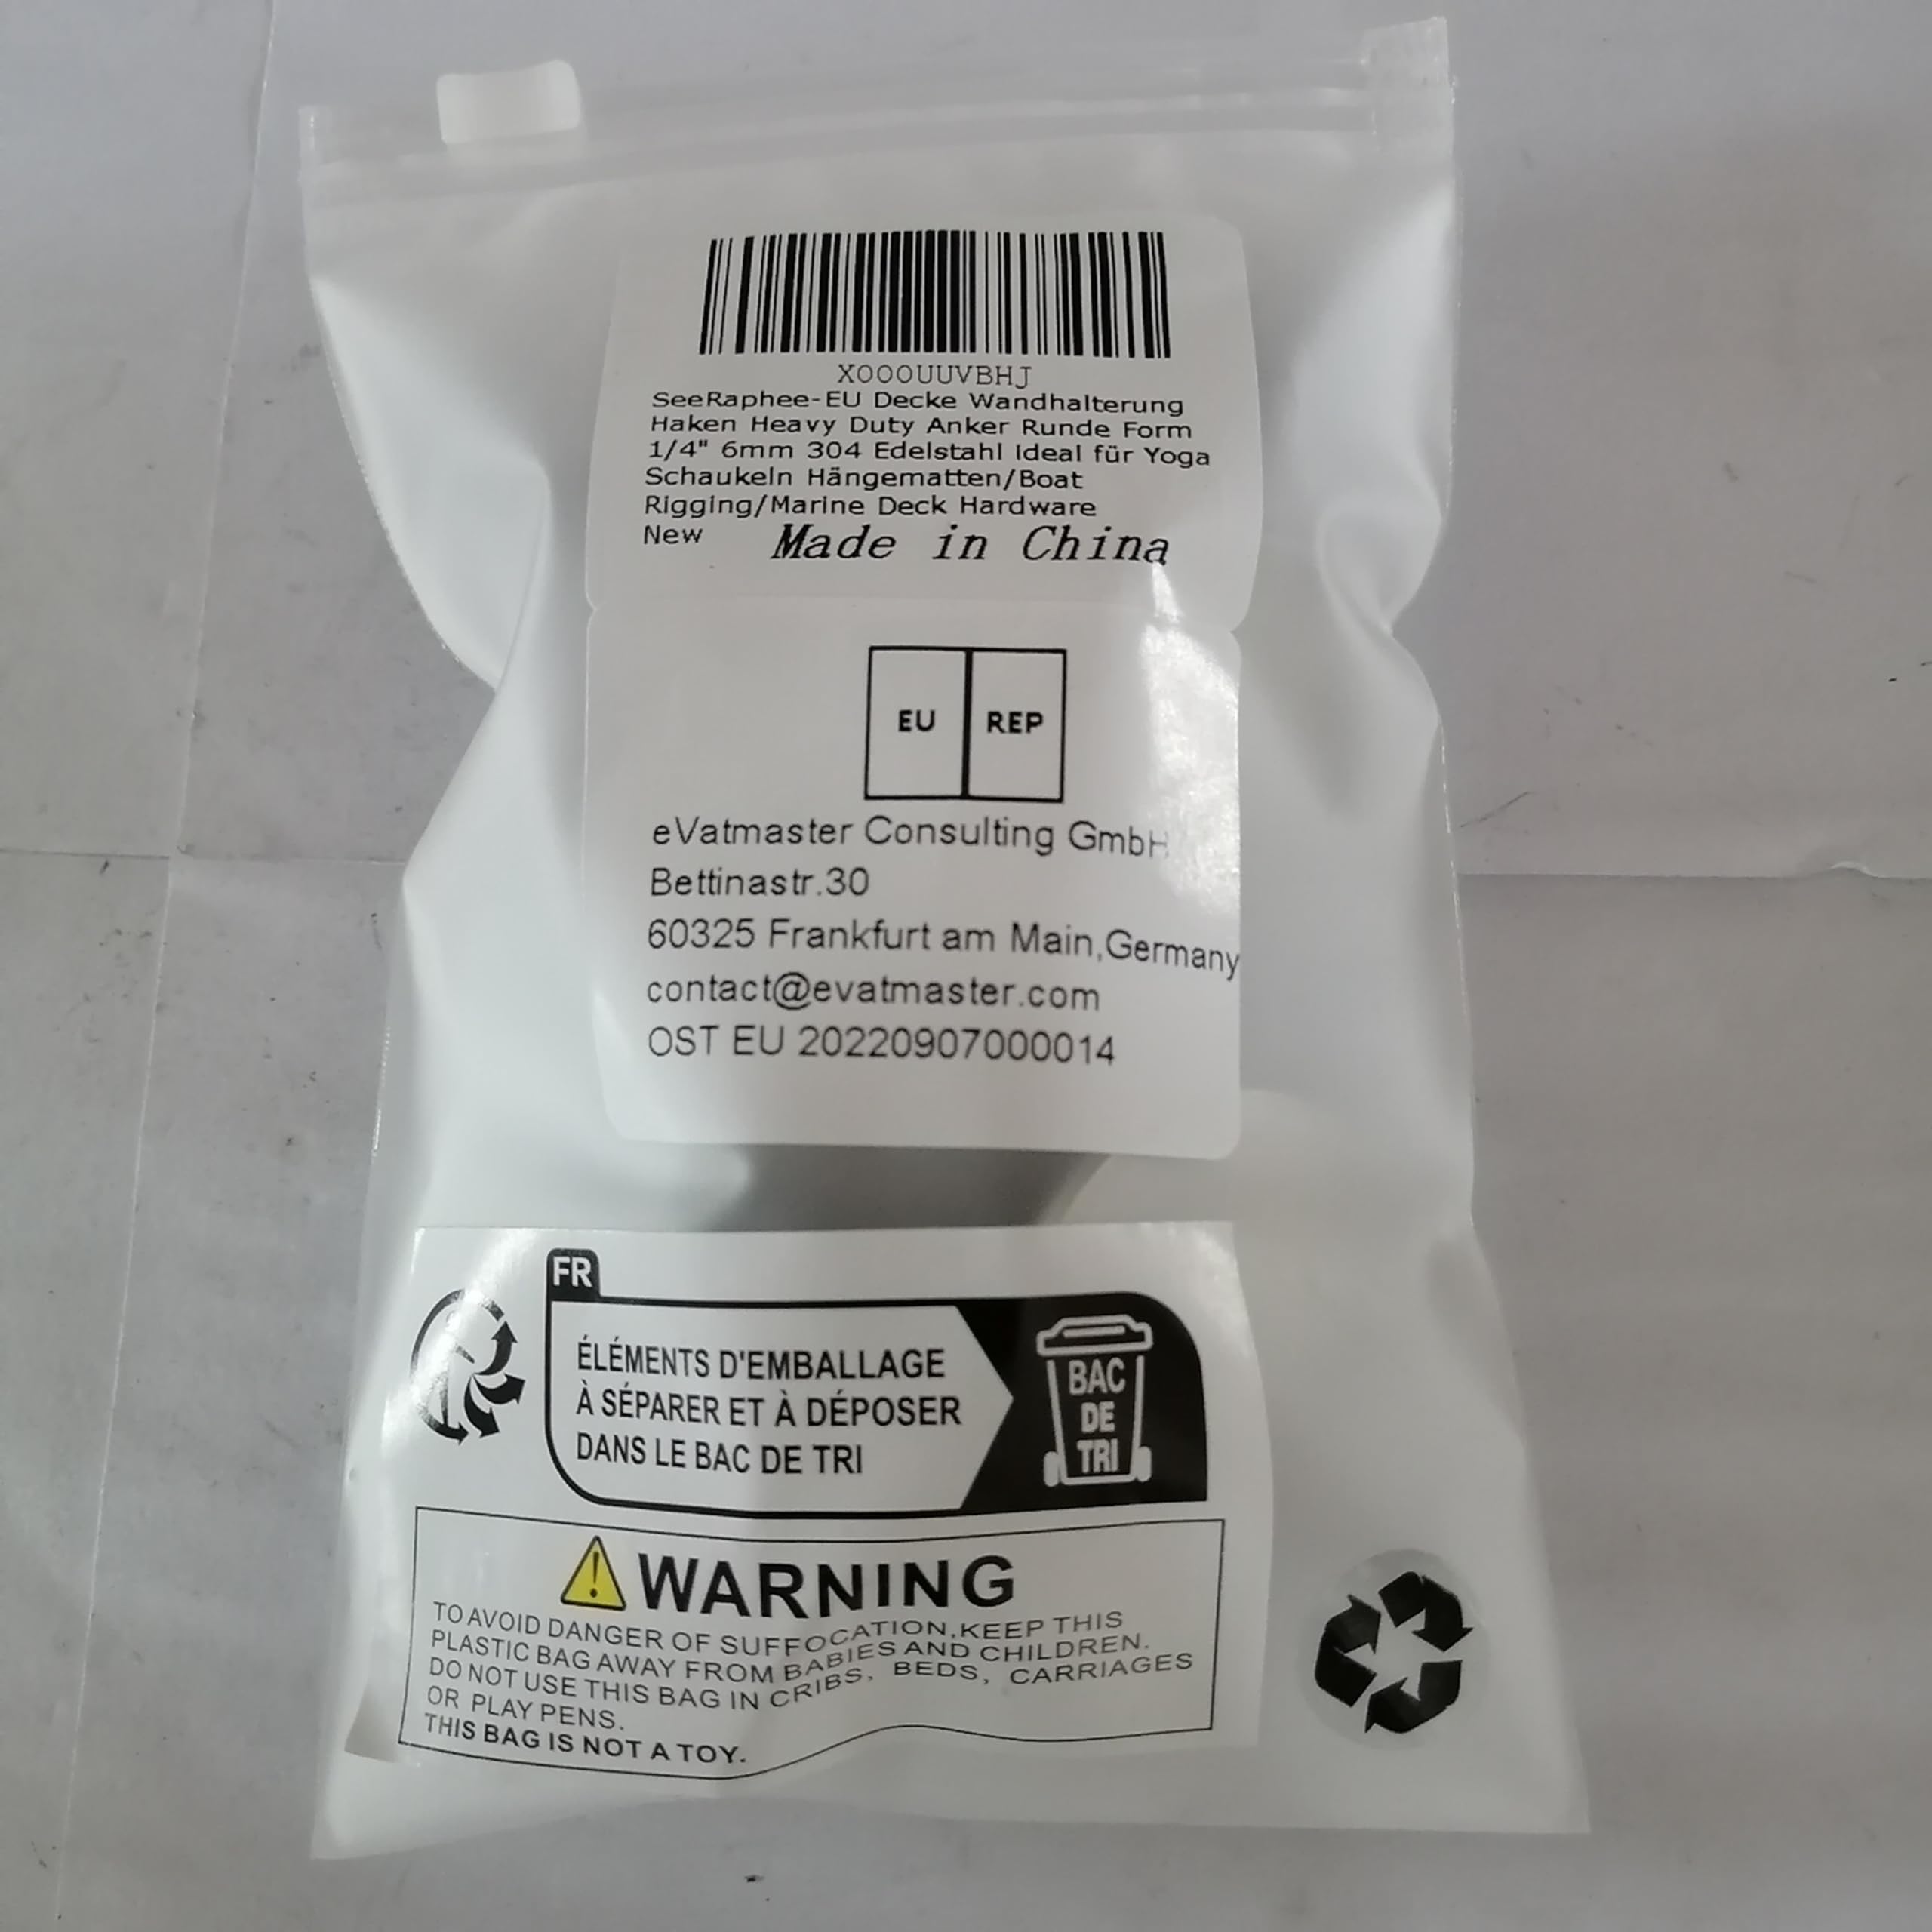 X000UUVBHJ
SeeRaphee-EU Decke Wandhalterung
Haken Heavy Duty Anker Runde Form
1/4" 6mm 304 Edelstahl Ideal für Yoga
Schaukeln Hängematten/Boat
Rigging/Marine Deck Hardware
New Made in China
EU REP
eVatmaster Consulting GmbH
Bettinastr.30
60325 Frankfurt am Main,Germany
contact@evatmaster.com
OST EU 20220907000014
FR
ÉLÉMENTS D'EMBALLAGE
À SÉPARER ET À DÉPOSER
DANS LE BAC DE TRI
BAC
DE
TRI
WARNING
TO AVOID DANGER OF SUFFOCATION,KEEP THIS
PLASTIC BAG AWAY FROM BABIES AND CHILDREN.
DO NOT USE THIS BAG IN CRIBS, BEDS, CARRIAGES
OR PLAY PENS.
THIS BAG IS NOT A TOY.